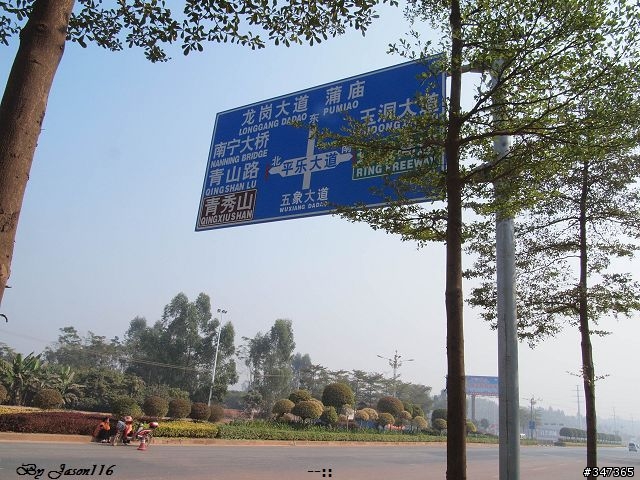 龙岗大道 蒲庙
LONGGANG DADAO 东 PUMIAO
南宁大桥
NANNING BRIDGE
青山路
QINGSHAN LU
青秀山
QINGXIUSHAN
北 平乐大道
五象大道
WUXIANG DADAO
玉洞大道
RING FREEWAY
By Jason116
--::
#347365